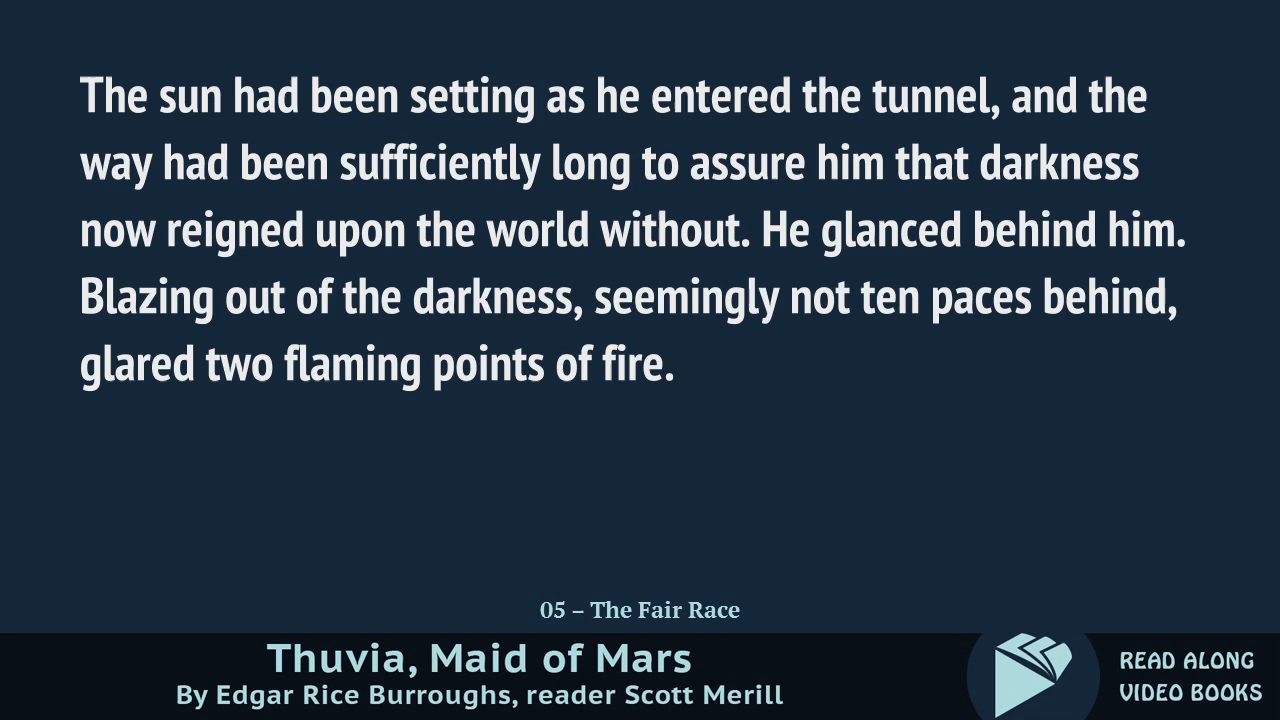 The sun had been setting as he entered the tunnel, and the
way had been sufficiently long to assure him that darkness
now reigned upon the world without. He glanced behind him.
Blazing out of the darkness, seemingly not ten paces behind,
glared two flaming points of fire.
05 – The Fair Race
Thuvia, Maid of Mars
By Edgar Rice Burroughs, reader Scott Merill
READ ALONG
VIDEO BOOKS